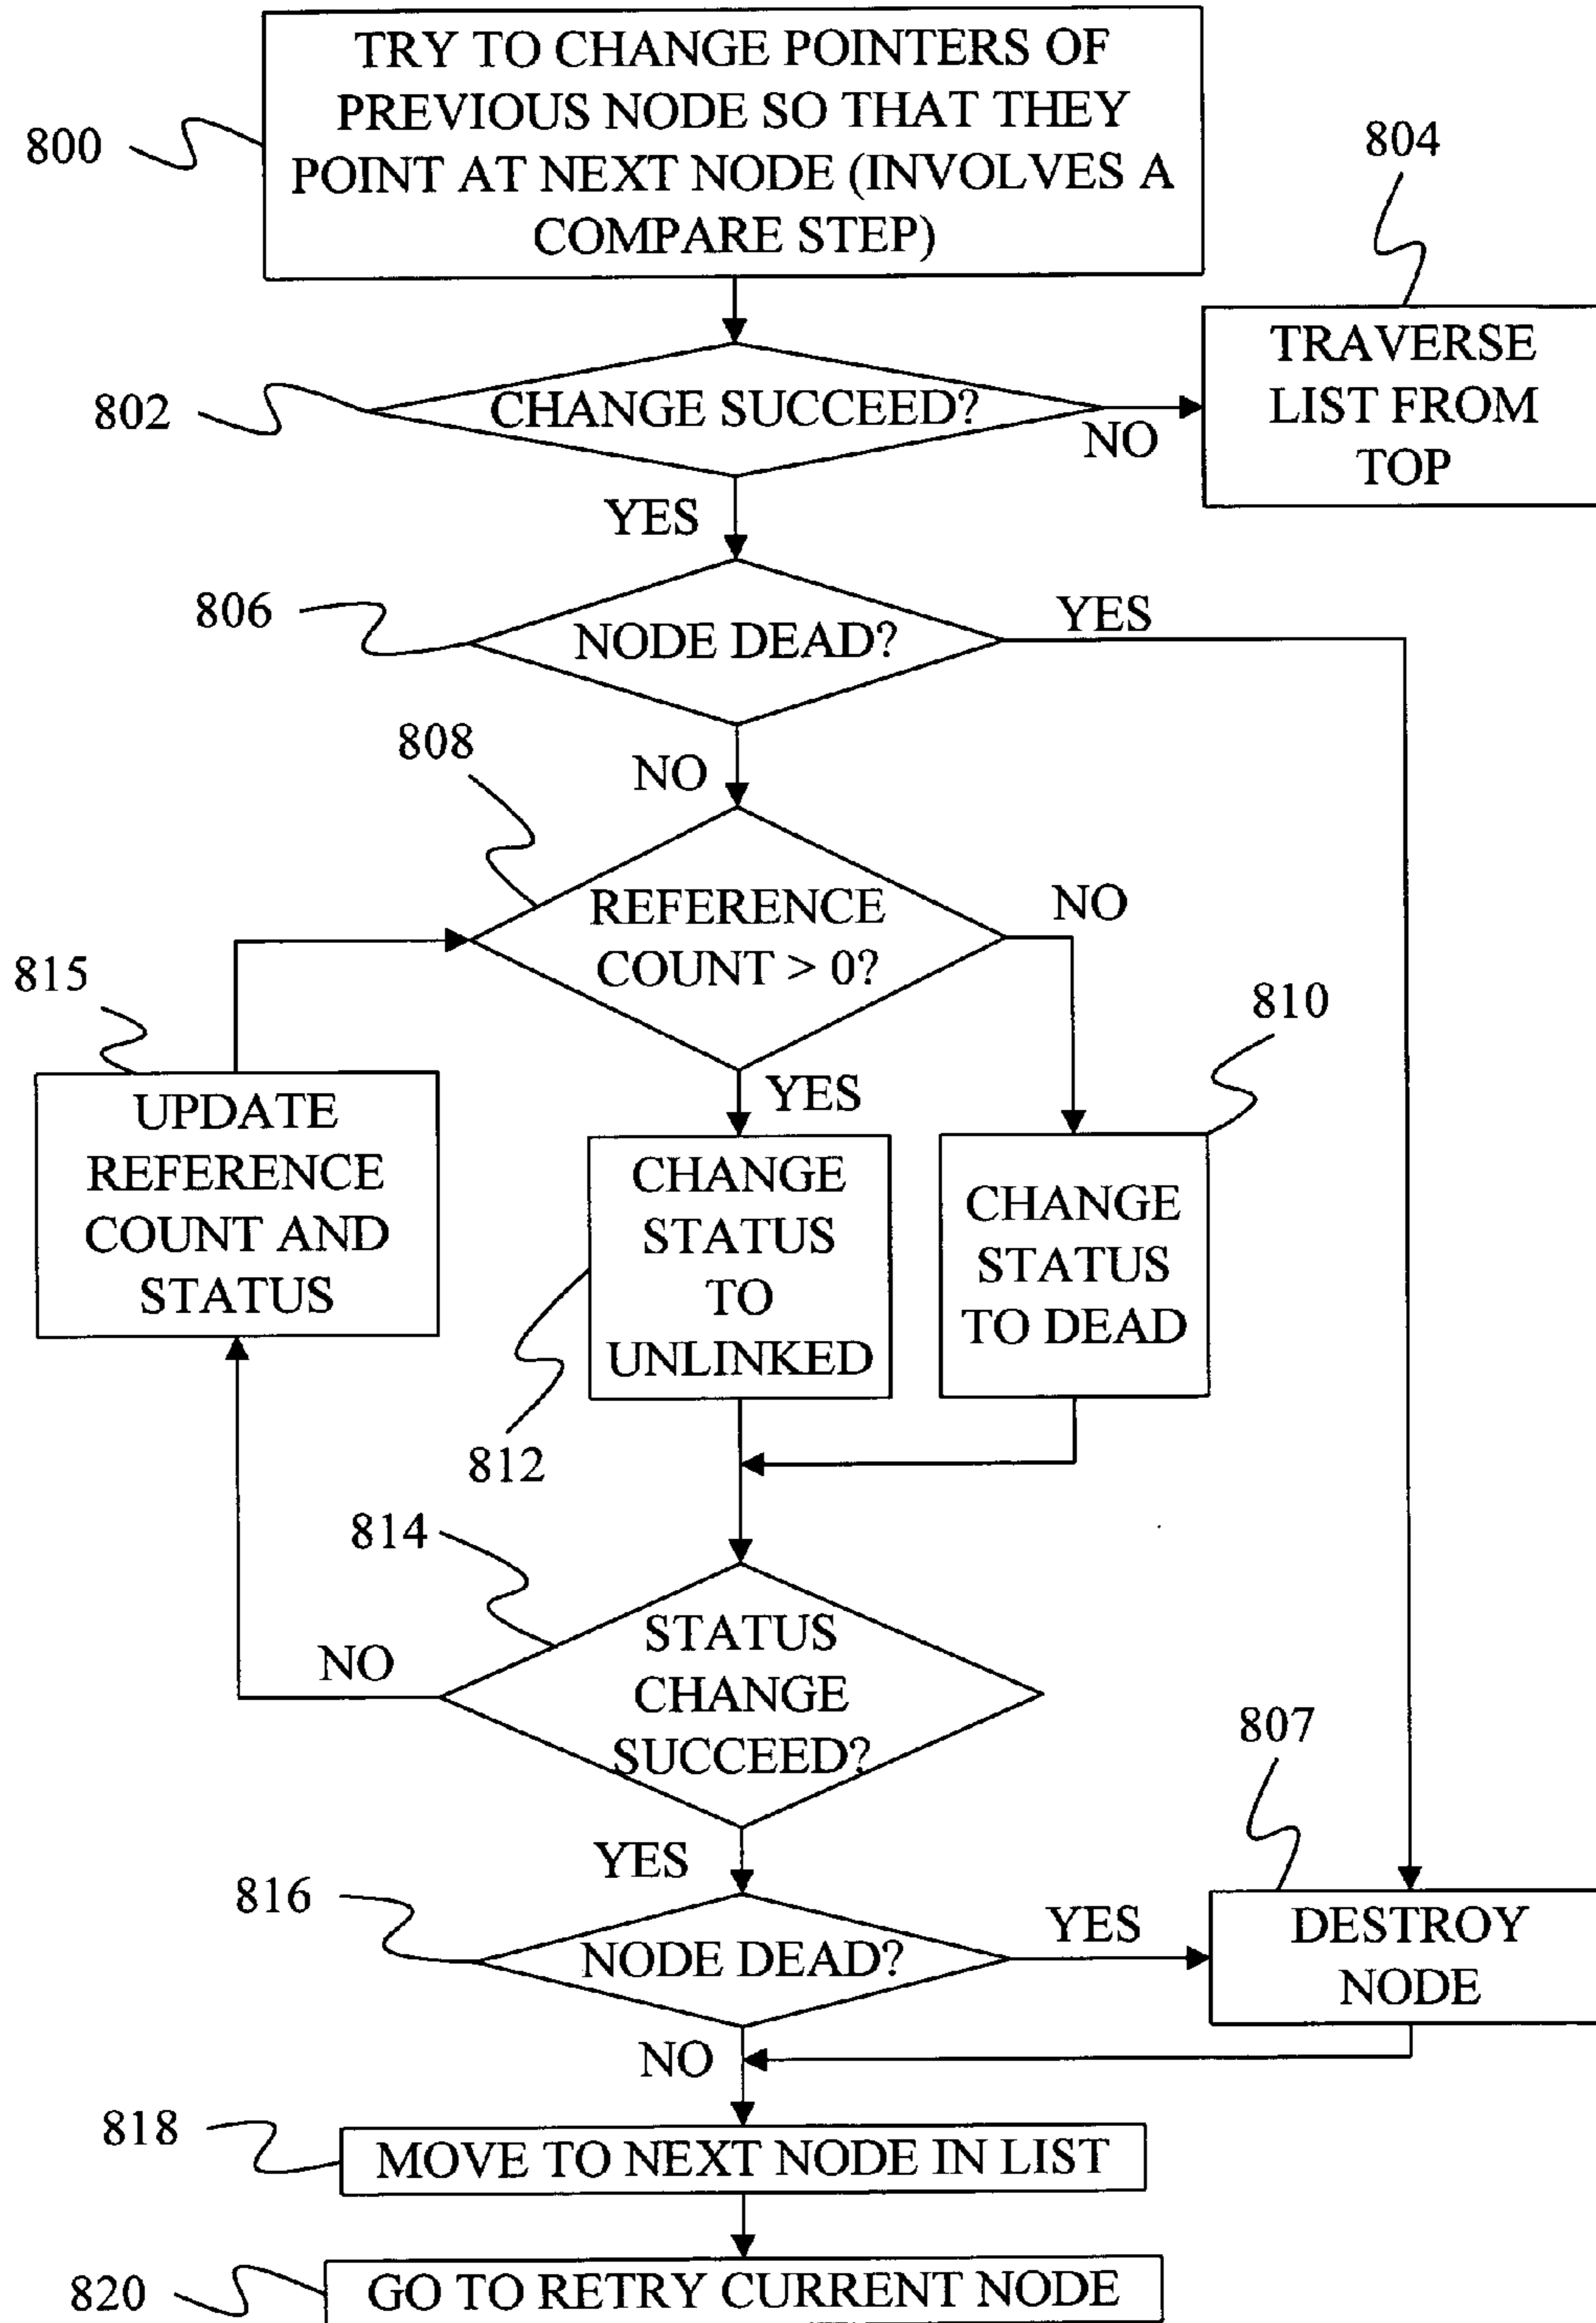 TRY TO CHANGE POINTERS OF
PREVIOUS NODE SO THAT THEY
POINT AT NEXT NODE (INVOLVES A
COMPARE STEP)
800
804
TRAVERSE
LIST FROM
TOP
802
CHANGE SUCCEED?
NO
YES
806
NODE DEAD?
YES
808
NO
REFERENCE
COUNT > 0?
NO
815
810
YES
UPDATE
REFERENCE
COUNT AND
STATUS
CHANGE
STATUS
TO
UNLINKED
CHANGE
STATUS
TO DEAD
812
814
STATUS
CHANGE
SUCCEED?
NO
807
YES
816
NODE DEAD?
YES
DESTROY
NODE
NO
818
MOVE TO NEXT NODE IN LIST
820
GO TO RETRY CURRENT NODE